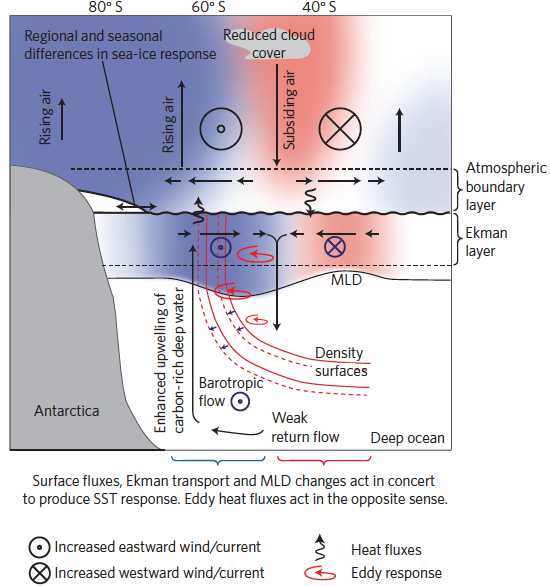 80° S 60° S 40° S
Regional and seasonal
differences in sea-ice response
Reduced cloud
cover
Rising air
Rising air
Subsiding air
Atmospheric
boundary
layer
Ekman
layer
MLD
Enhanced upwelling of
carbon-rich deep water
Density
surfaces
Barotropic
flow
Antarctica
Weak
return flow
Deep ocean
Surface fluxes, Ekman transport and MLD changes act in concert
to produce SST response. Eddy heat fluxes act in the opposite sense.
Increased eastward wind/current
Heat fluxes
Increased westward wind/current
Eddy response